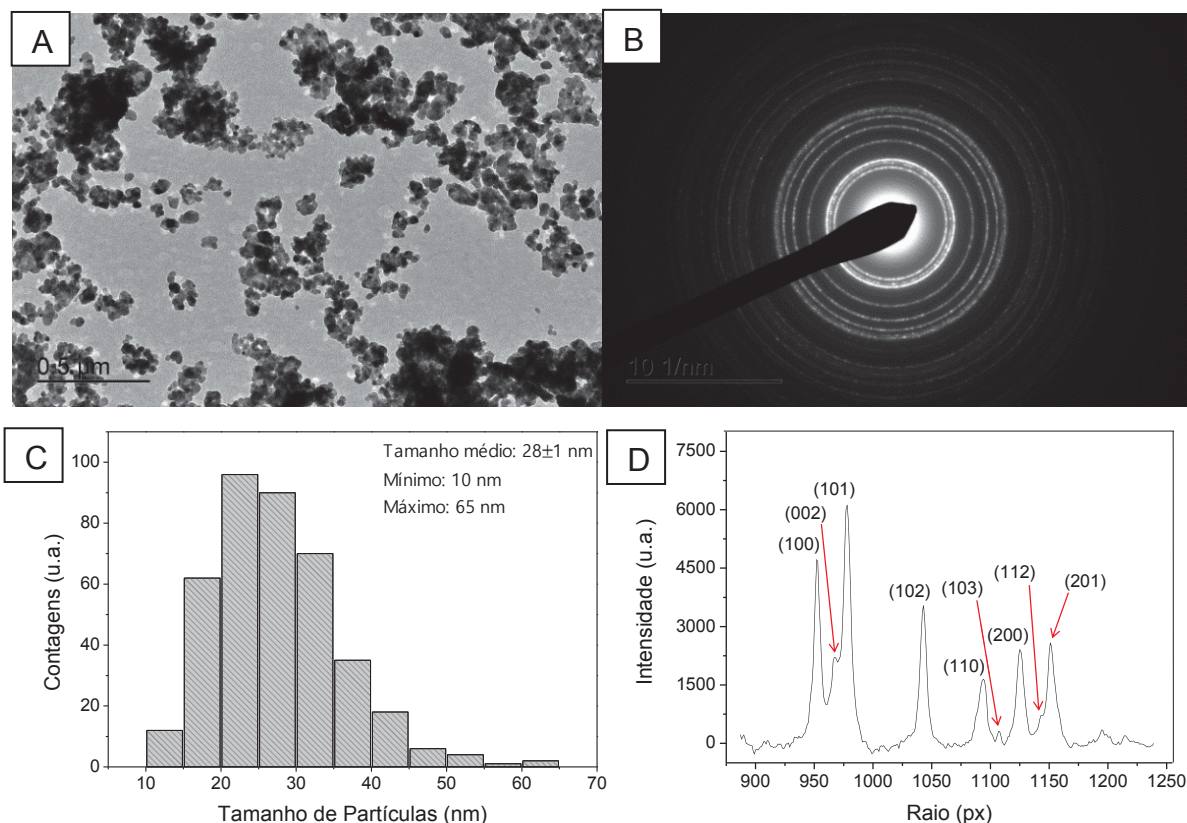 A
0.5 µm
B
10 1/nm
C
Tamanho médio: 28±1 nm
Mínimo: 10 nm
Máximo: 65 nm
Contagens (u.a.)
100
80
60
40
20
0
10 20 30 40 50 60 70
Tamanho de Partículas (nm)
D
Intensidade (u.a.)
7500
6000
4500
3000
1500
0
(101)
(002)
(100)
(102)
(103)
(112)
(201)
(200)
(110)
900 950 1000 1050 1100 1150 1200 1250
Raio (px)